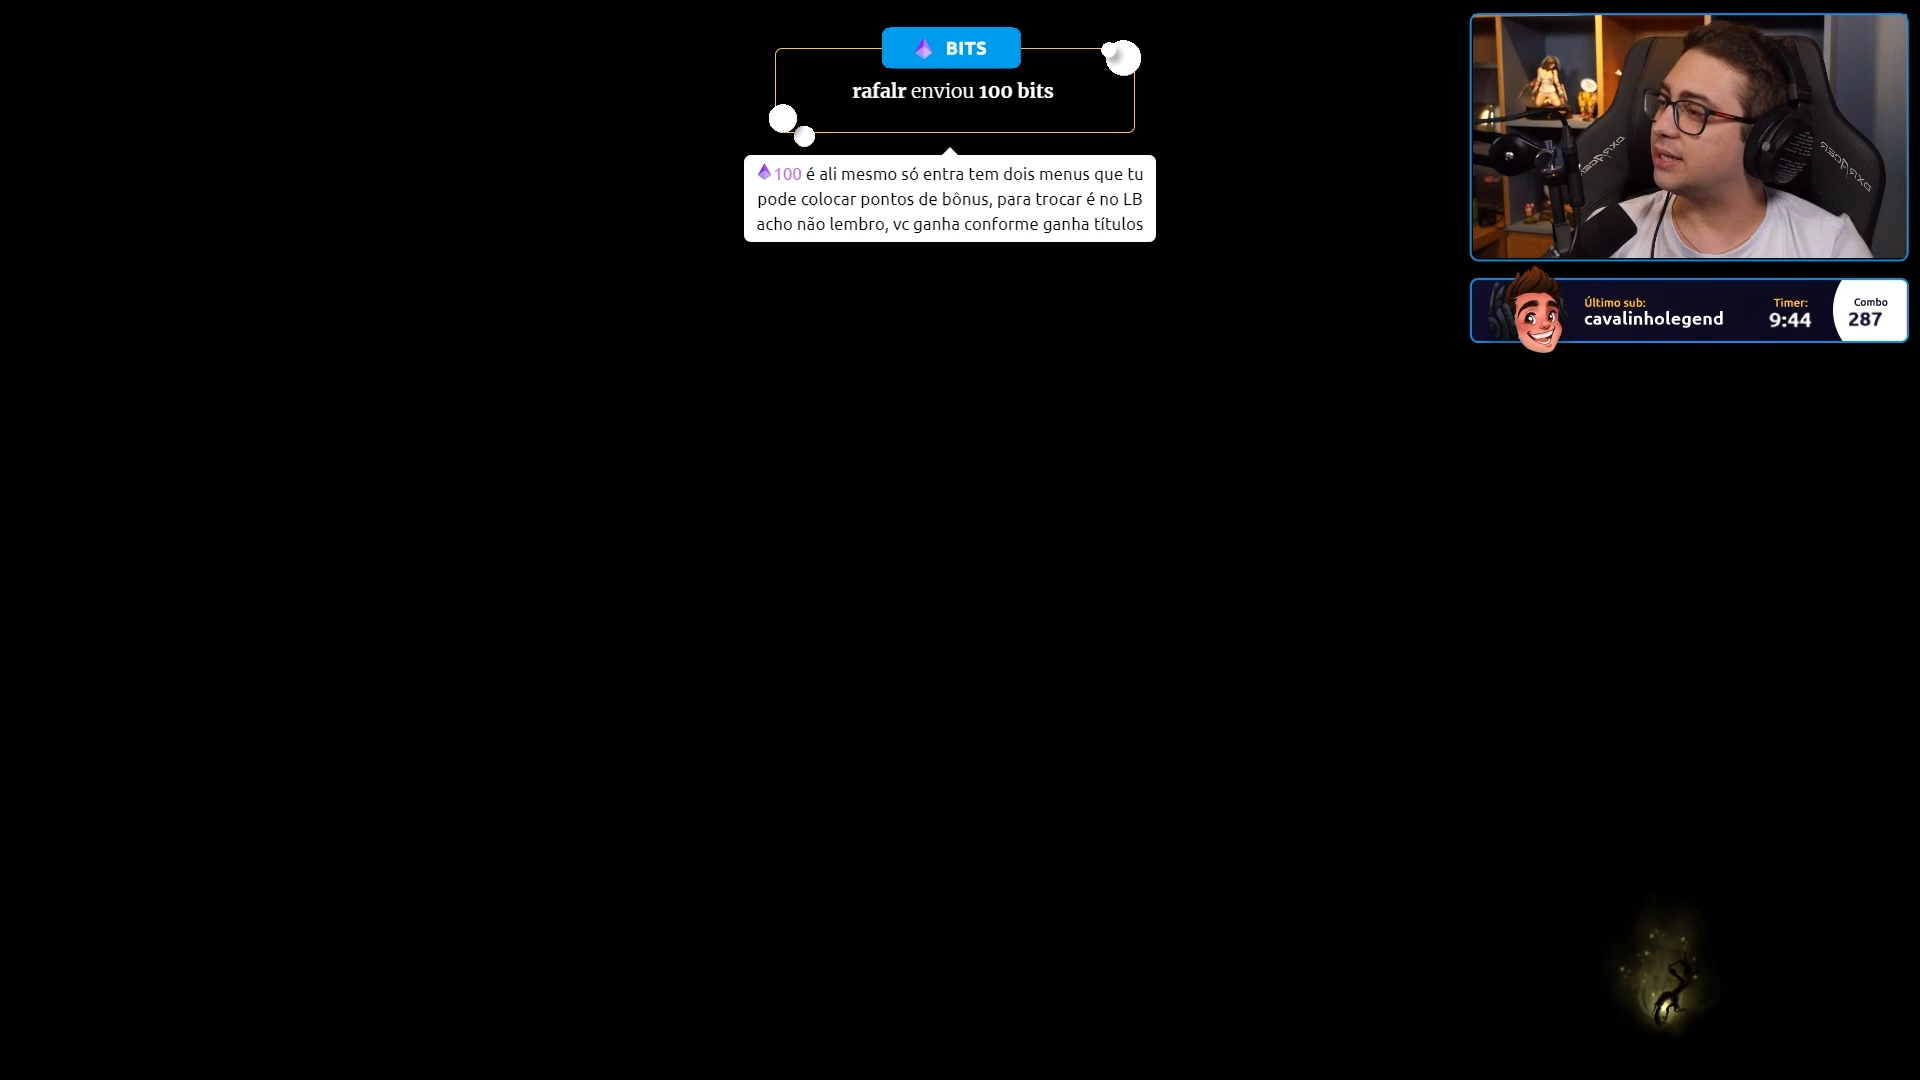 BITS
rafalr enviou 100 bits
100 é ali mesmo só entra tem dois menus que tu
pode colocar pontos de bônus, para trocar é no LB
acho não lembro, vc ganha conforme ganha títulos
Último sub:
cavalinholegend
Timer:
9:44
Combo
287